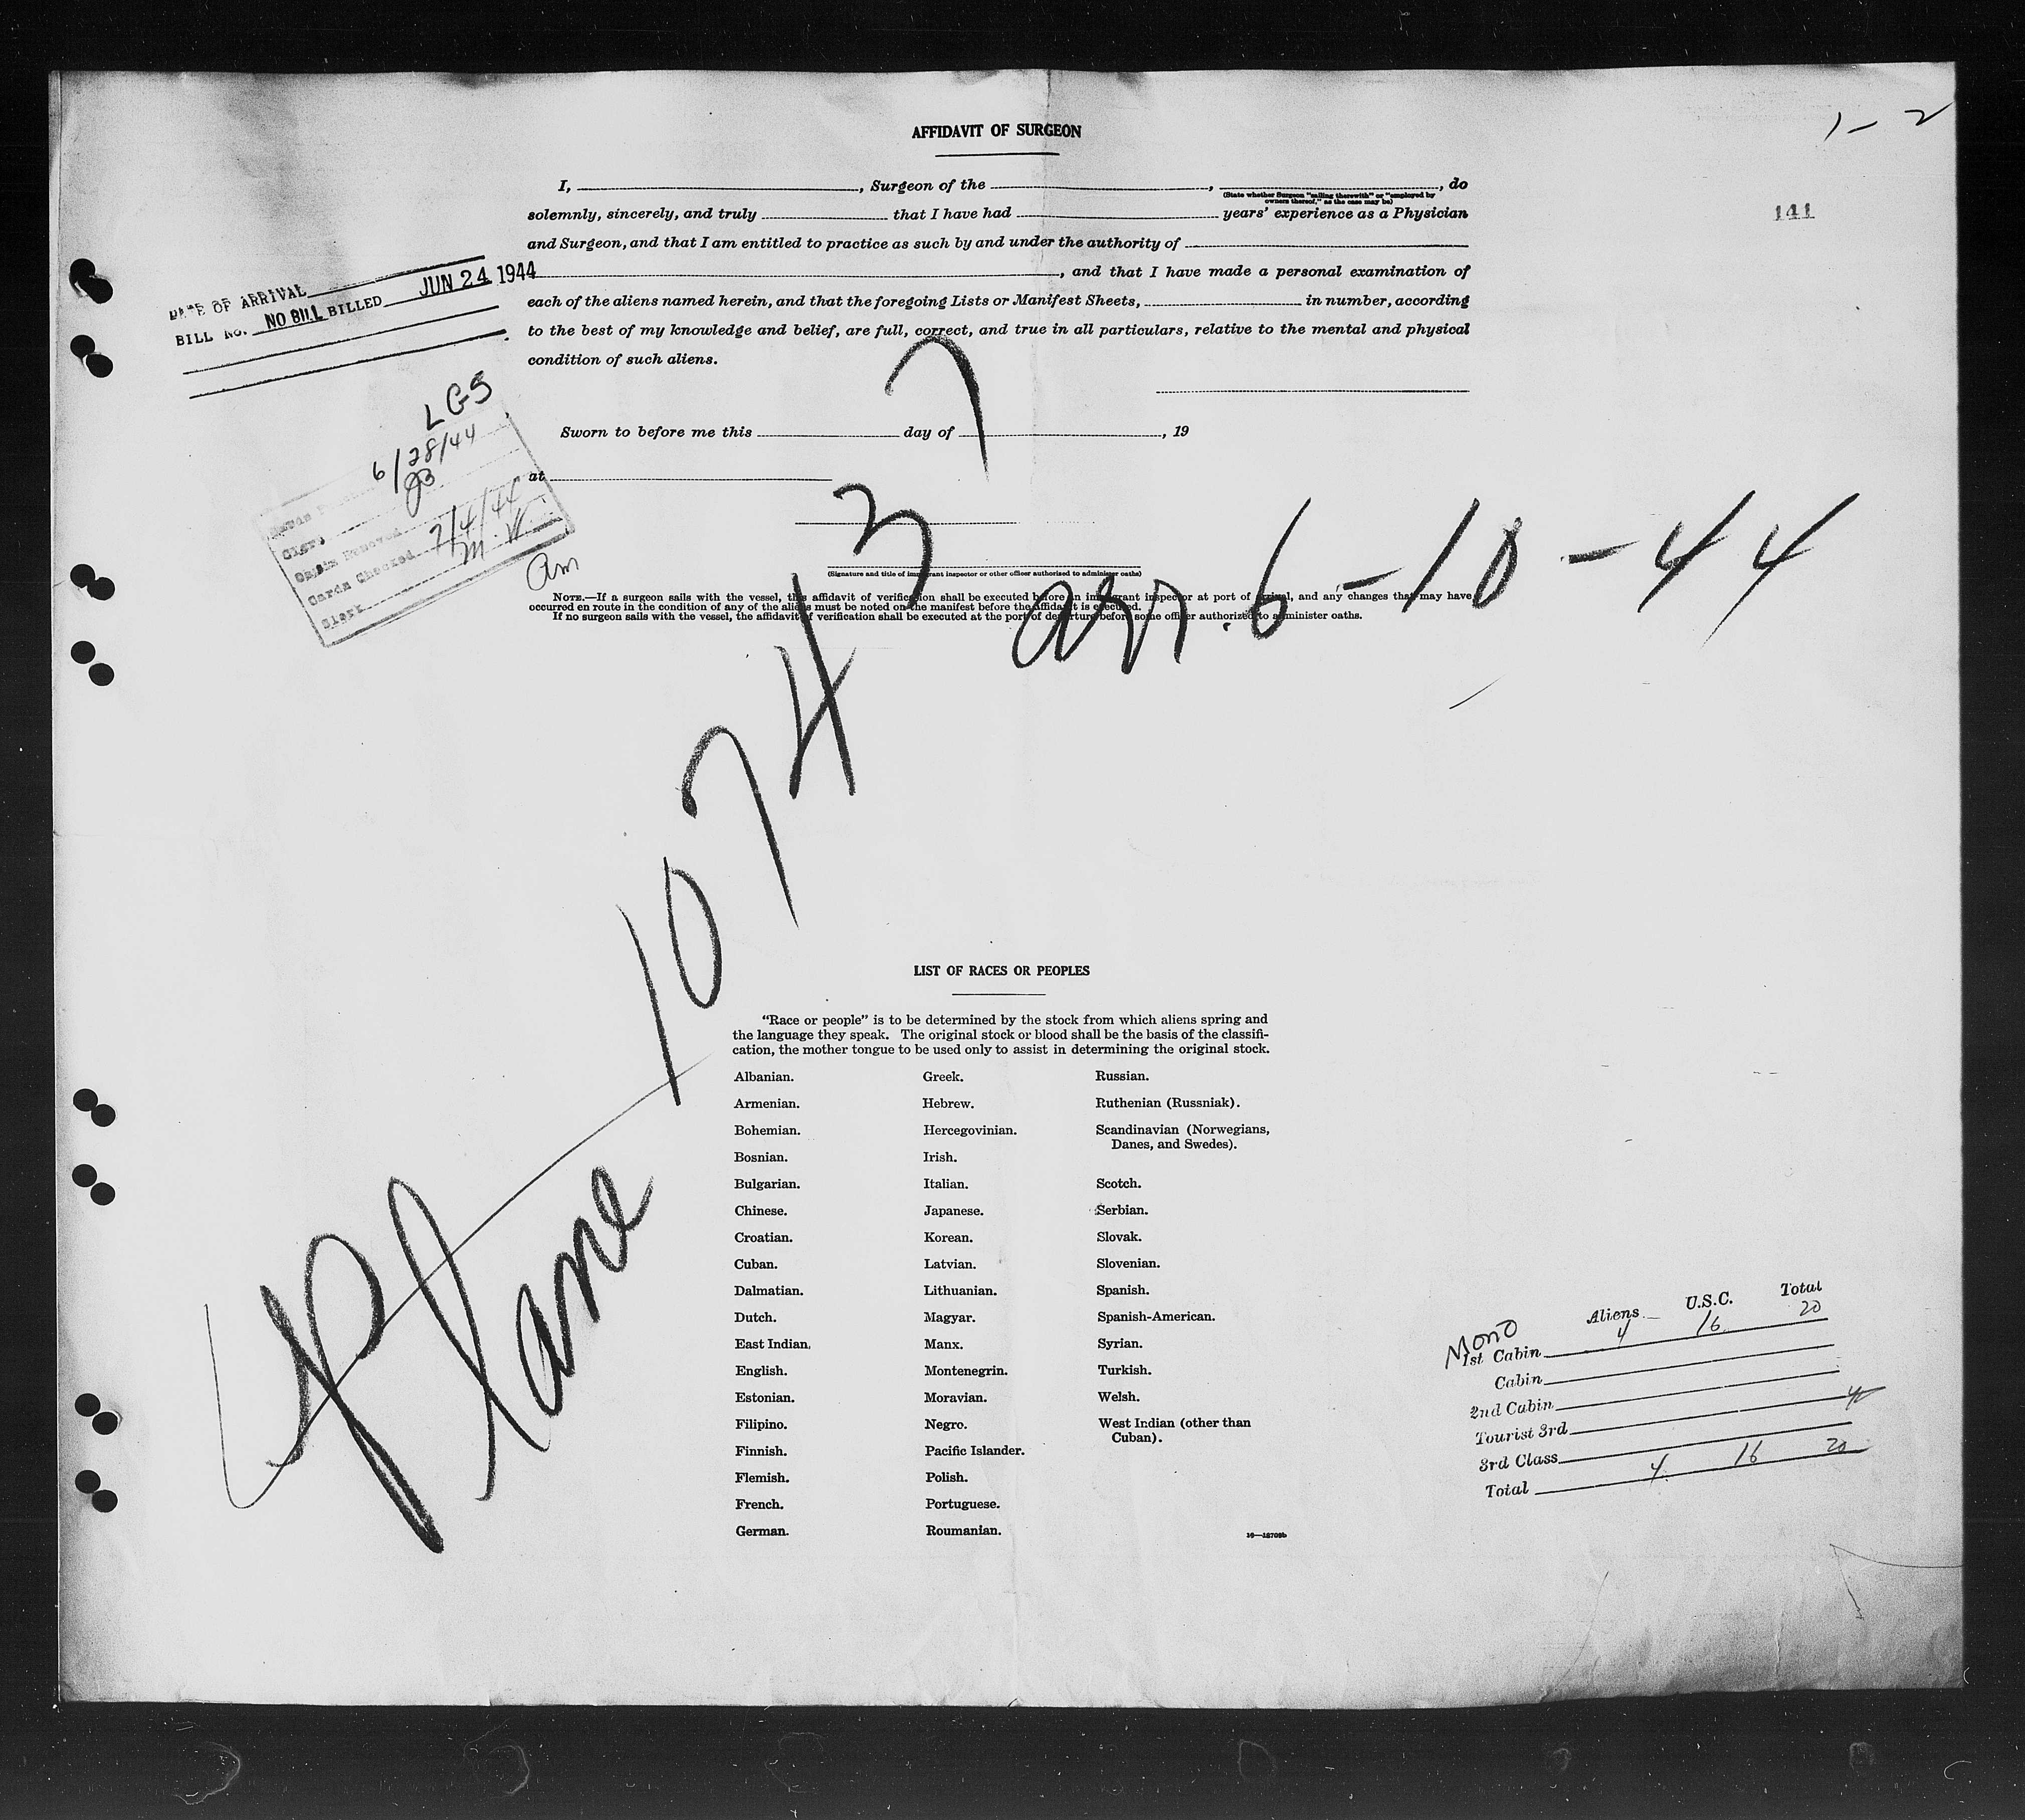 1-2
141
AFFIDAVIT OF SURGEON
I, , Surgeon of the , , do
(State whether Surgeon "sailing therewith" or "employed by
owners thereof," as the case may be)
solemnly, sincerely, and truly that I have had years' experience as a Physician
and Surgeon, and that I am entitled to practice as such by and under the authority of
, and that I have made a personal examination of
each of the aliens named herein, and that the foregoing Lists or Manifest Sheets, in number, according
to the best of my knowledge and belief, are full, correct, and true in all particulars, relative to the mental and physical
condition of such aliens.
DATE OF ARRIVAL JUN 24 1944
BILL NO. NO BILL BILLED
Sworn to before me this day of , 19
at
LGS
6/28/44
Cards Checked 7/4/44
Clerk M.W.
am
(Signature and title of immigrant inspector or other officer authorized to administer oaths)
NOTE.—If a surgeon sails with the vessel, this affidavit of verification shall be executed before an immigrant inspector at port of arrival, and any changes that may have
occurred en route in the condition of any of the aliens must be noted on the manifest before the affidavit is executed.
If no surgeon sails with the vessel, the affidavit of verification shall be executed at the port of departure before some officer authorized to administer oaths.
Plane 107437
arr. 6-10-44
LIST OF RACES OR PEOPLES
"Race or people" is to be determined by the stock from which aliens spring and
the language they speak. The original stock or blood shall be the basis of the classifi-
cation, the mother tongue to be used only to assist in determining the original stock.
Albanian.
Armenian.
Bohemian.
Bosnian.
Bulgarian.
Chinese.
Croatian.
Cuban.
Dalmatian.
Dutch.
East Indian.
English.
Estonian.
Filipino.
Finnish.
Flemish.
French.
German.
Greek.
Hebrew.
Hercegovinian.
Irish.
Italian.
Japanese.
Korean.
Latvian.
Lithuanian.
Magyar.
Manx.
Montenegrin.
Moravian.
Negro.
Pacific Islander.
Polish.
Portuguese.
Roumanian.
Russian.
Ruthenian (Russniak).
Scandinavian (Norwegians,
Danes, and Swedes).
Scotch.
Serbian.
Slovak.
Slovenian.
Spanish.
Spanish-American.
Syrian.
Turkish.
Welsh.
West Indian (other than
Cuban).
Aliens U.S.C. Total
Mono
1st Cabin 4 16 20
Cabin
2nd Cabin
Tourist 3rd
3rd Class
Total 4 16 20